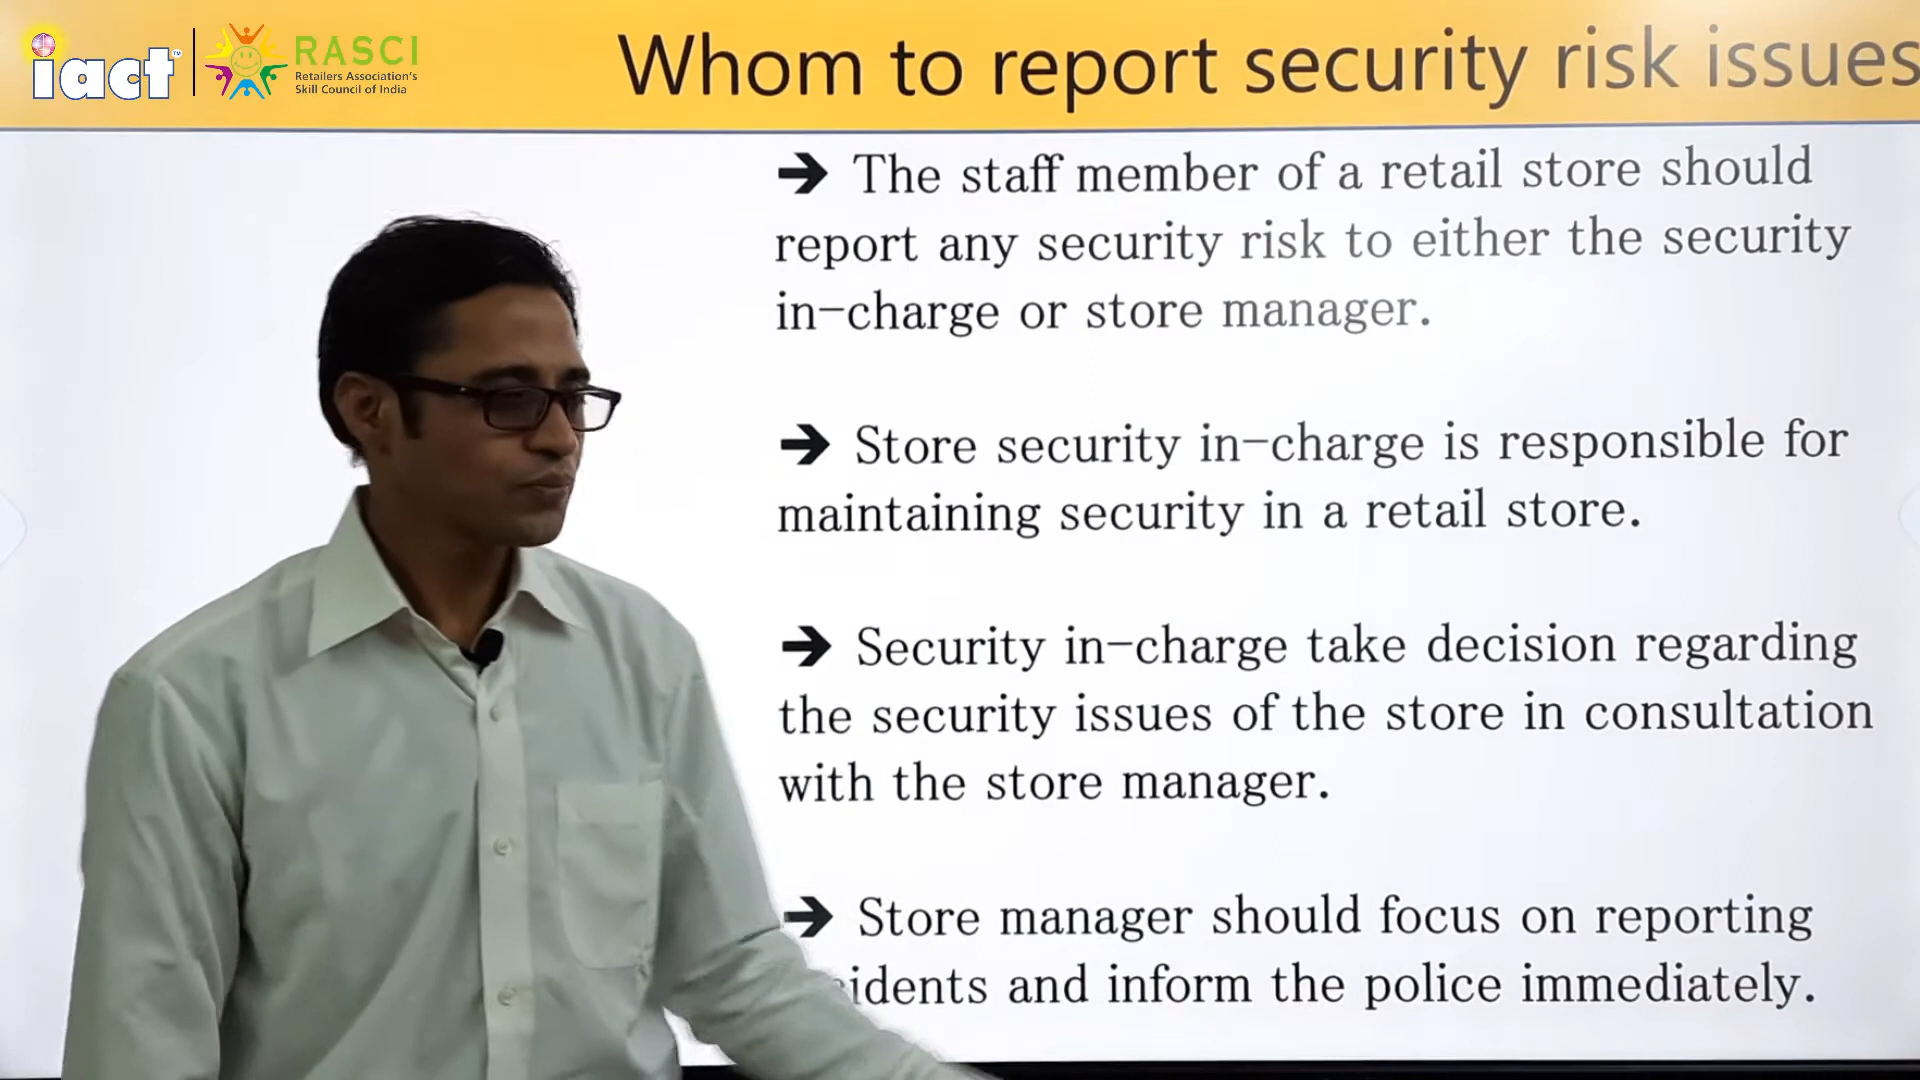 iact™
RASCI
Retailers Association's
Skill Council of India
Whom to report security risk issues
➔ The staff member of a retail store should
report any security risk to either the security
in-charge or store manager.
➔ Store security in-charge is responsible for
maintaining security in a retail store.
➔ Security in-charge take decision regarding
the security issues of the store in consultation
with the store manager.
➔ Store manager should focus on reporting
and inform the police immediately.